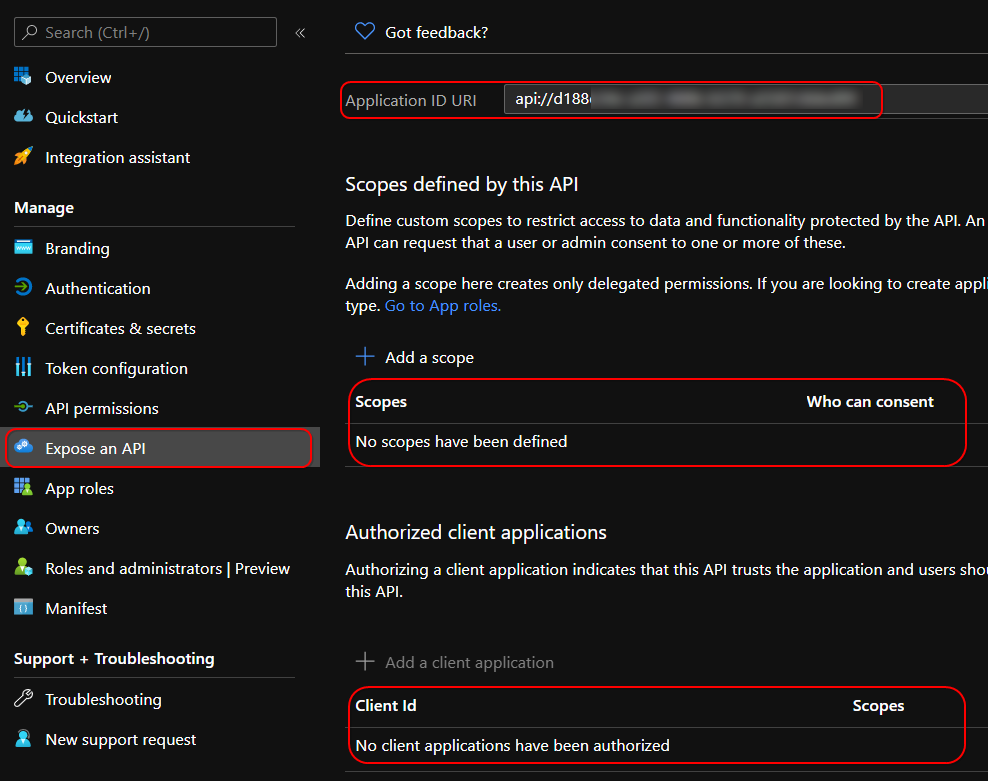 Search (Ctrl+/)
«
Overview
Quickstart
Integration assistant
Manage
Branding
Authentication
Certificates & secrets
Token configuration
API permissions
Expose an API
App roles
Owners
Roles and administrators | Preview
Manifest
Support + Troubleshooting
Troubleshooting
New support request
Got feedback?
Application ID URI api://d188
Scopes defined by this API
Define custom scopes to restrict access to data and functionality protected by the API. An
API can request that a user or admin consent to one or more of these.
Adding a scope here creates only delegated permissions. If you are looking to create appli
type. Go to App roles.
Add a scope
Scopes Who can consent
No scopes have been defined
Authorized client applications
Authorizing a client application indicates that this API trusts the application and users shou
this API.
Add a client application
Client Id Scopes
No client applications have been authorized